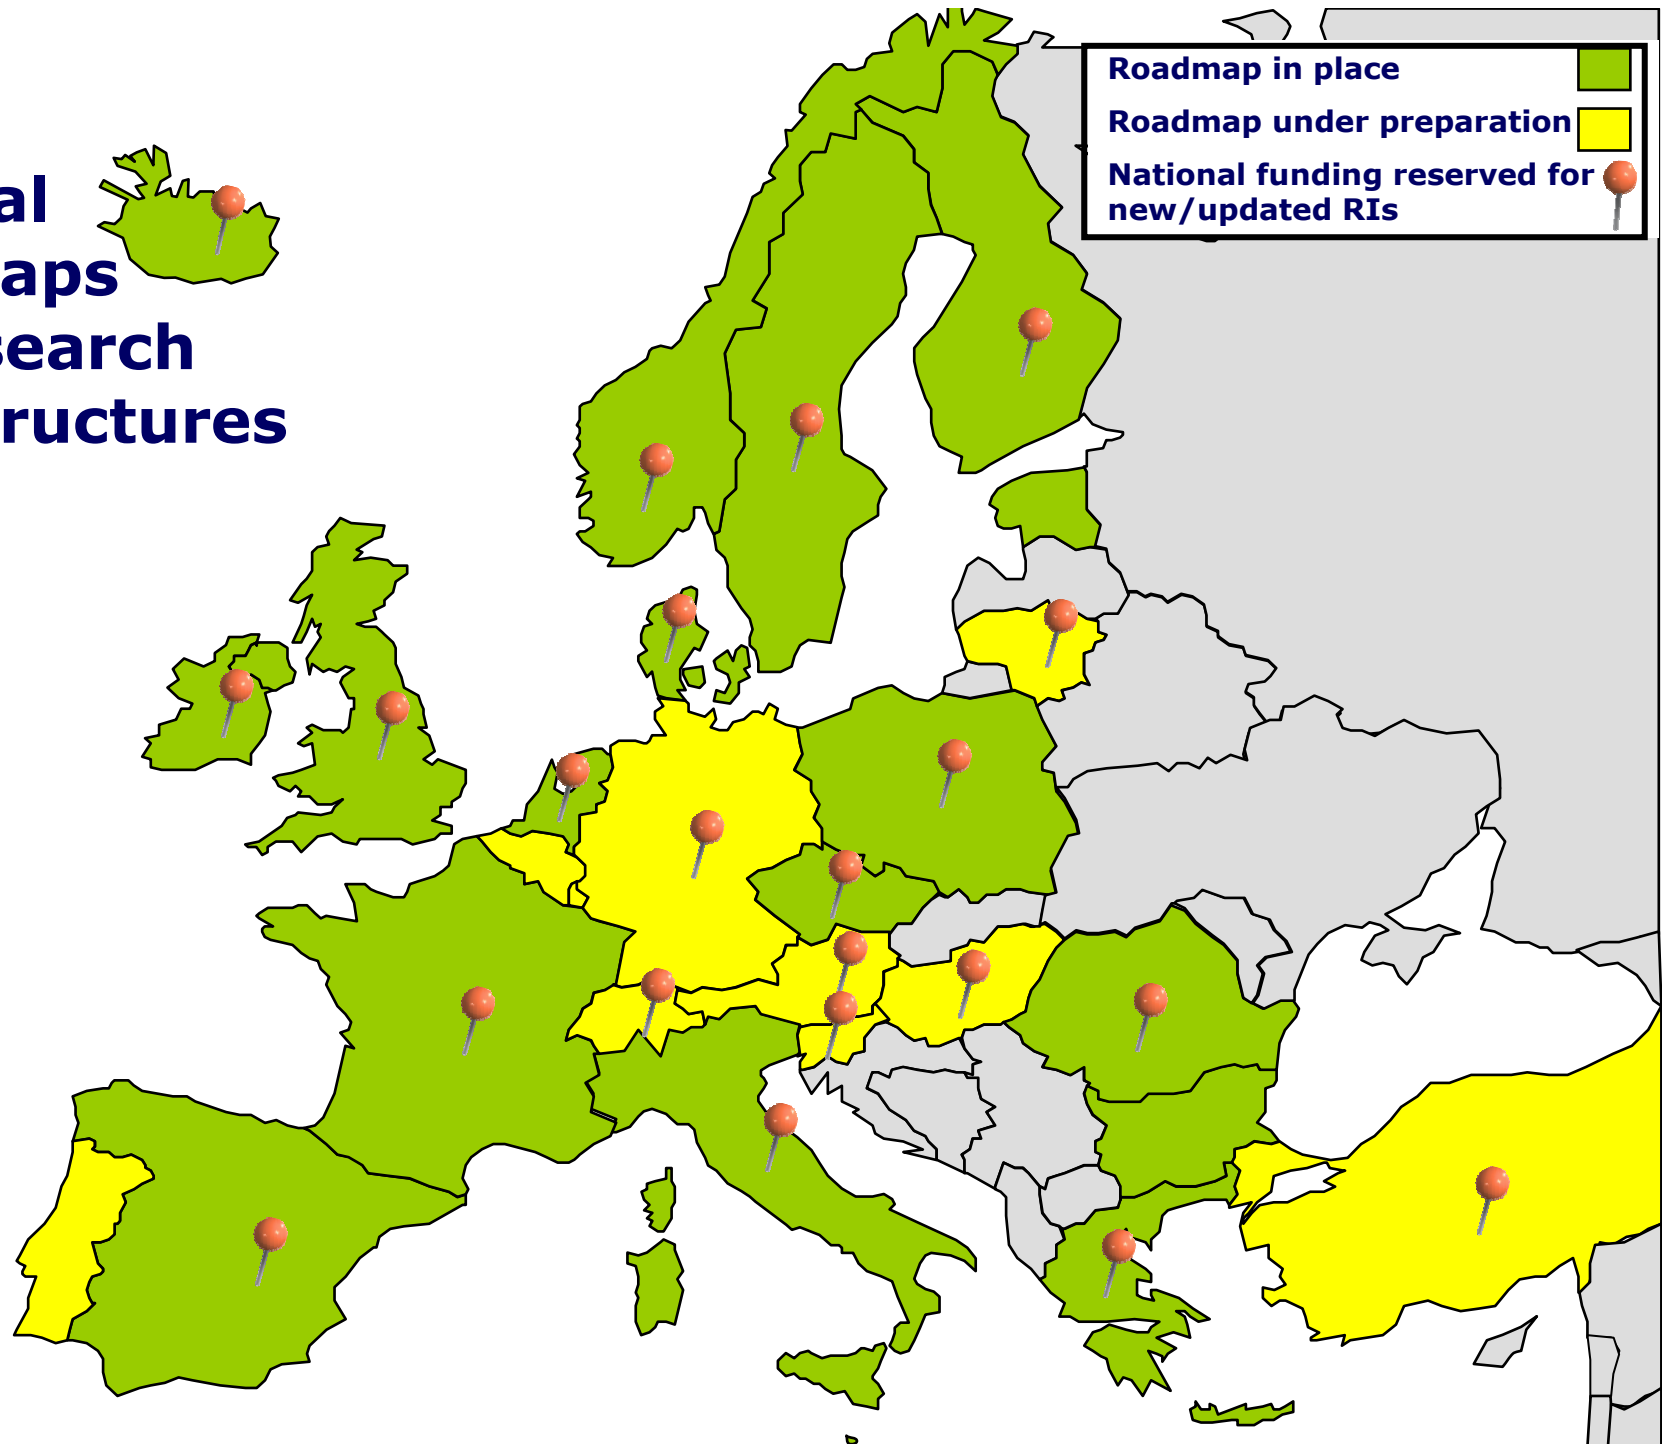 al
aps
search
ructures
Roadmap in place
Roadmap under preparation
National funding reserved for
new/updated RIs